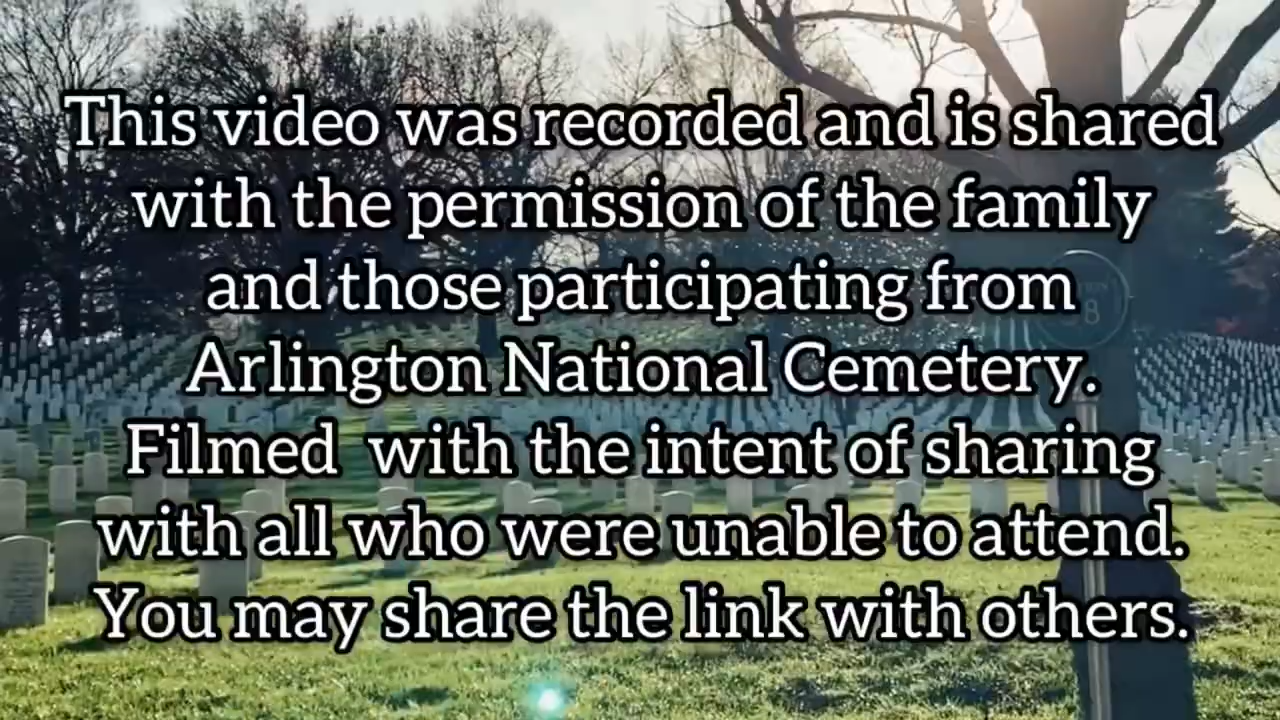 This video was recorded and is shared
with the permission of the family
and those participating from
Arlington National Cemetery.
Filmed  with the intent of sharing
with all who were unable to attend.
You may share the link with others.